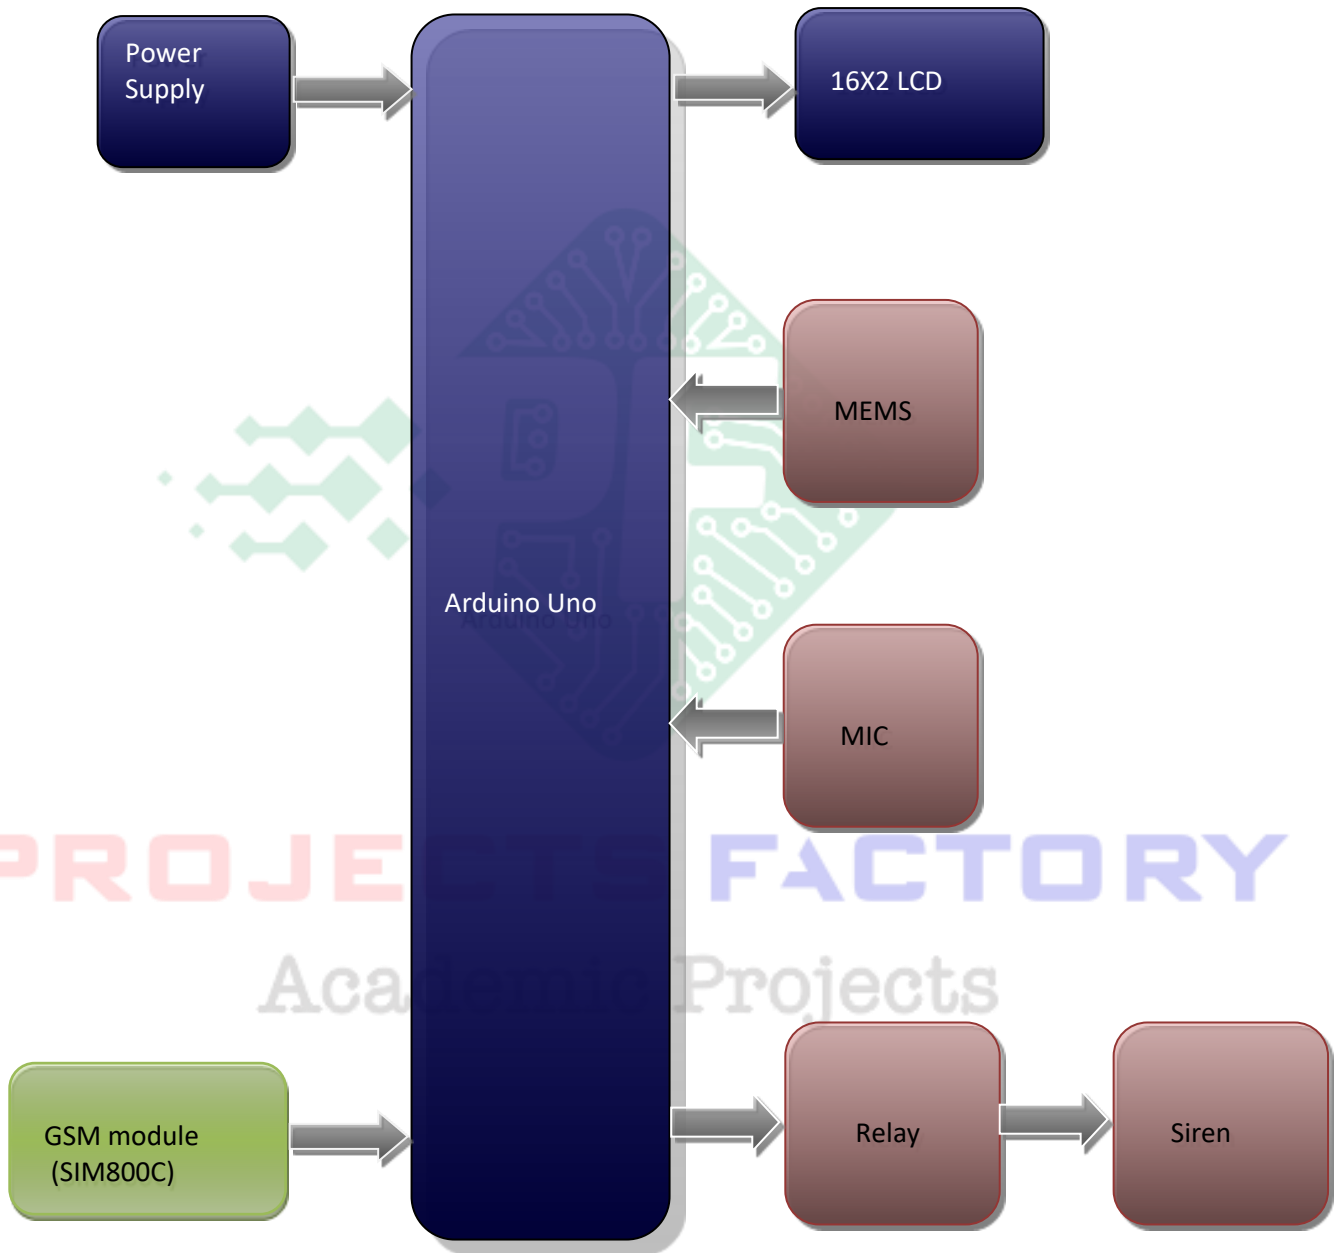 Power
Supply
16X2 LCD
MEMS
Arduino Uno
MIC
PROJECTS FACTORY
Academic Projects
GSM module
(SIM800C)
Relay
Siren